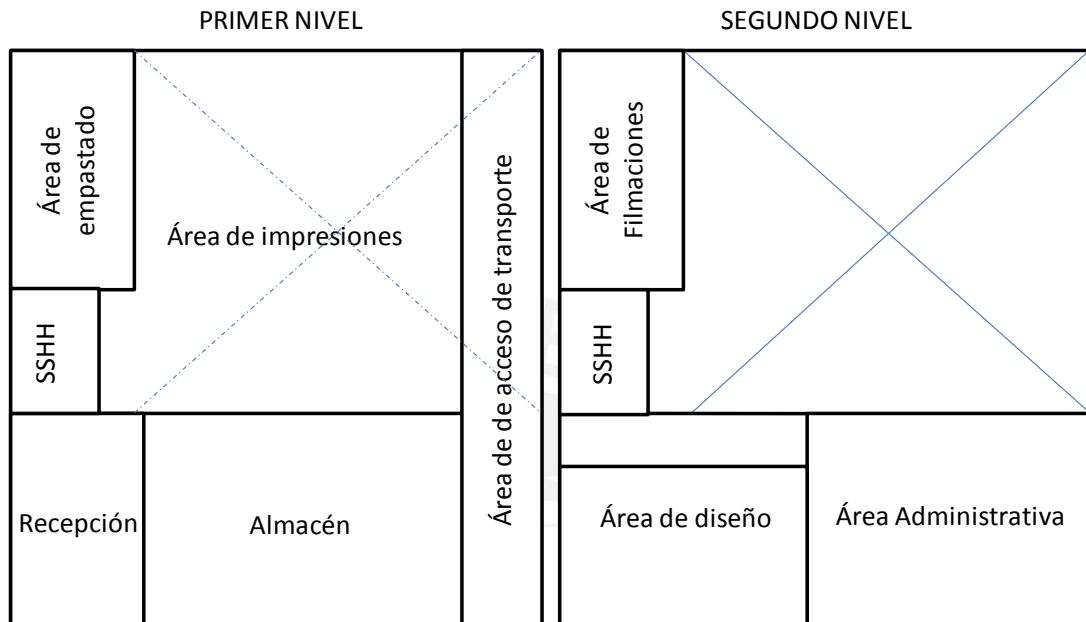 PRIMER NIVEL
SEGUNDO NIVEL
Área de
empastado
Área de impresiones
SSHH
Recepción
Almacén
Área de de acceso de transporte
Área de
Filmaciones
SSHH
Área de diseño
Área Administrativa